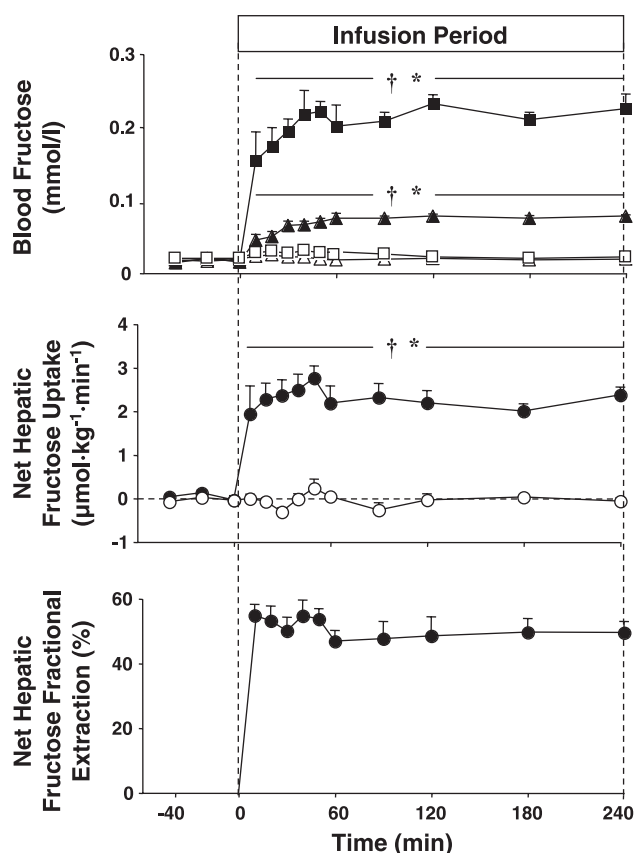 Infusion Period
Blood Fructose
(mmol/l)
0.3
0.2
0.1
0
† *
† *
Net Hepatic
Fructose Uptake
(µmol·kg⁻¹·min⁻¹)
4
3
2
1
0
-1
† *
Net Hepatic
Fructose Fractional
Extraction (%)
60
40
20
0
-40
0
60
120
180
240
Time (min)